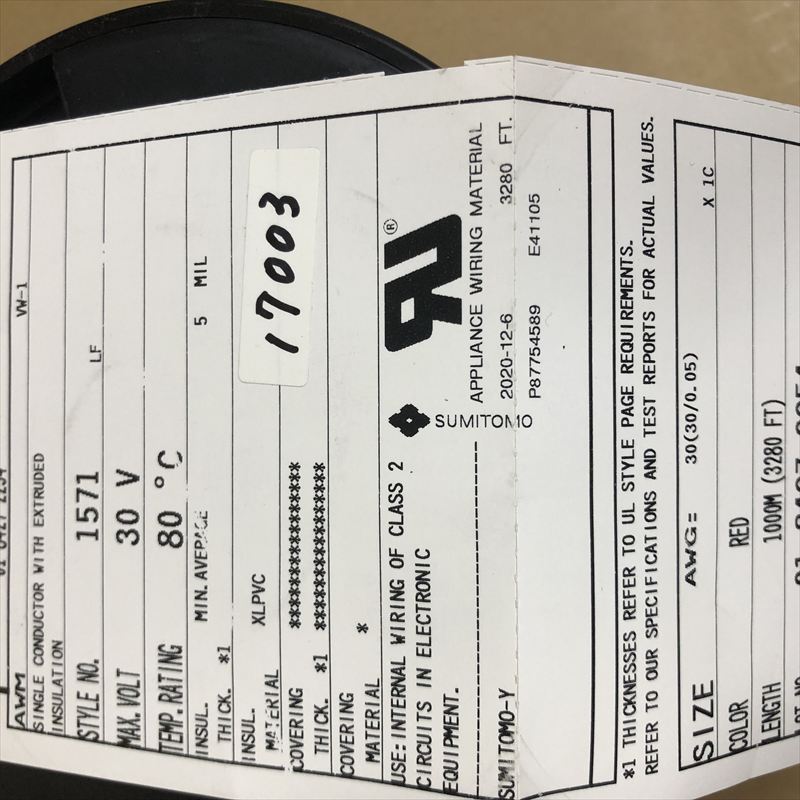 AWM VW-1
SINGLE CONDUCTOR WITH EXTRUDED
INSULATION
STYLE NO. 1571 LF
MAX. VOLT 30 V
TEMP. RATING 80 °C
INSUL. MIN. AVERAGE 5 MIL
THICK. *1
INSUL. XLPVC
MATERIAL
17003
COVERING ******************
THICK. *1 ******************
COVERING
MATERIAL *
USE: INTERNAL WIRING OF CLASS 2
CIRCUITS IN ELECTRONIC
EQUIPMENT.
RU®
APPLIANCE WIRING MATERIAL
SUMITOMO
SUMITOMO-Y 2020-12-6 3280 FT.
P87754589 E41105
*1 THICKNESSES REFER TO UL STYLE PAGE REQUIREMENTS.
REFER TO OUR SPECIFICATIONS AND TEST REPORTS FOR ACTUAL VALUES.
SIZE AWG: 30(30/0.05) X 1C
COLOR RED
LENGTH 1000M (3280 FT)